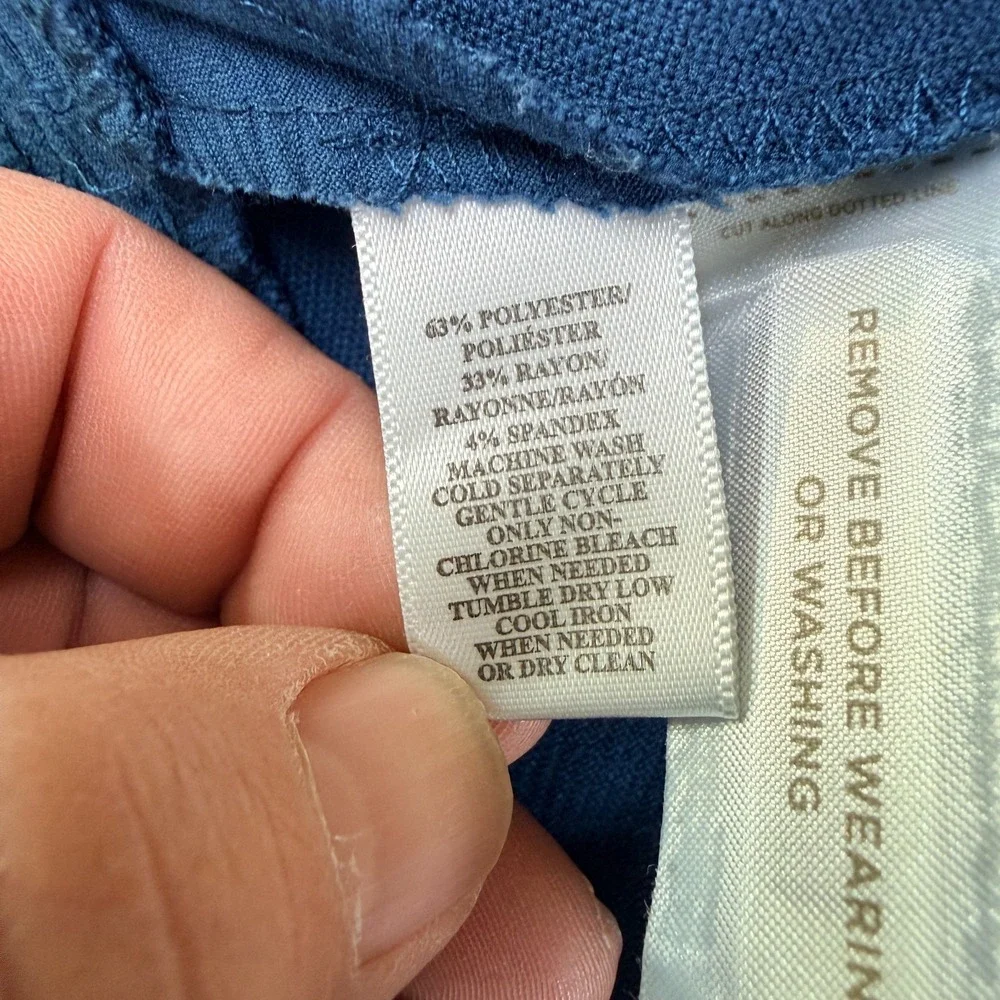 63% POLYESTER/
POLIÉSTER
33% RAYON/
RAYONNE/RAYÓN
4% SPANDEX
MACHINE WASH
COLD SEPARATELY
GENTLE CYCLE
ONLY NON-
CHLORINE BLEACH
WHEN NEEDED
TUMBLE DRY LOW
COOL IRON
WHEN NEEDED
OR DRY CLEAN
CUT ALONG DOTTED LINE
REMOVE BEFORE WEARIN
OR WASHING